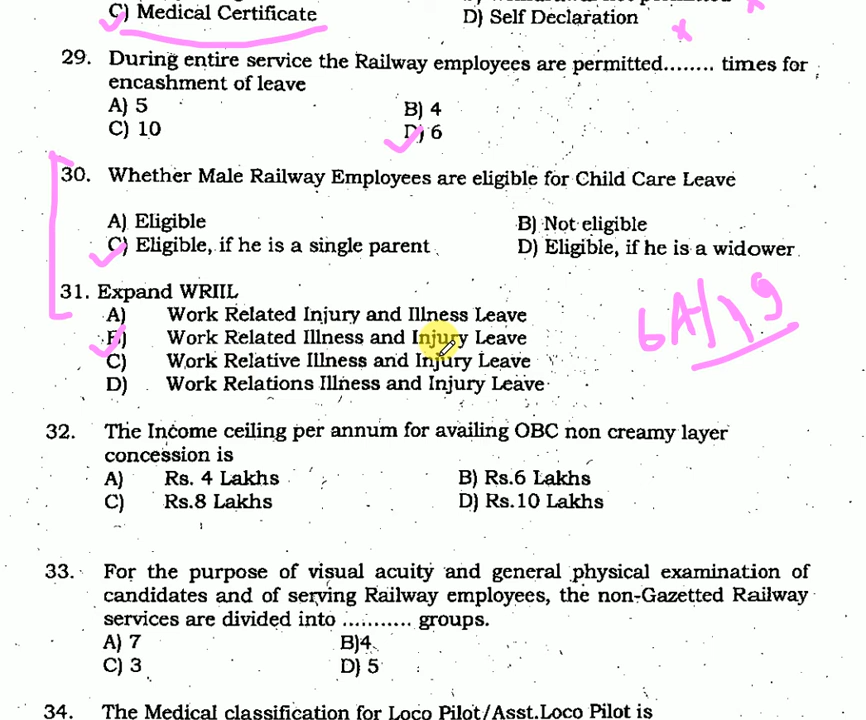 C) Medical Certificate
D) Self Declaration
29. During entire service the Railway employees are permitted........ times for
encashment of leave
A) 5
B) 4
C) 10
D) 6
30. Whether Male Railway Employees are eligible for Child Care Leave
A) Eligible
B) Not eligible
C) Eligible, if he is a single parent
D) Eligible, if he is a widower
31. Expand WRIIL
A) Work Related Injury and Illness Leave
B) Work Related Illness and Injury Leave
C) Work Relative Illness and Injury Leave
D) Work Relations Illness and Injury Leave
6A/19
32. The Income ceiling per annum for availing OBC non creamy layer
concession is
A) Rs. 4 Lakhs
B) Rs.6 Lakhs
C) Rs.8 Lakhs
D) Rs.10 Lakhs
33. For the purpose of visual acuity and general physical examination of
candidates and of serving Railway employees, the non-Gazetted Railway
services are divided into ........... groups.
A) 7
B)4
C) 3
D) 5
34. The Medical classification for Loco Pilot/Asst.Loco Pilot is